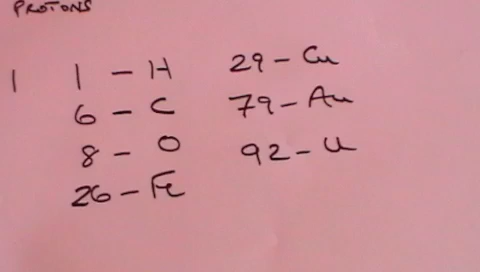 PROTONS
1 1 - H 29 - Cu
6 - C 79 - Au
8 - O 92 - U
26 - Fe